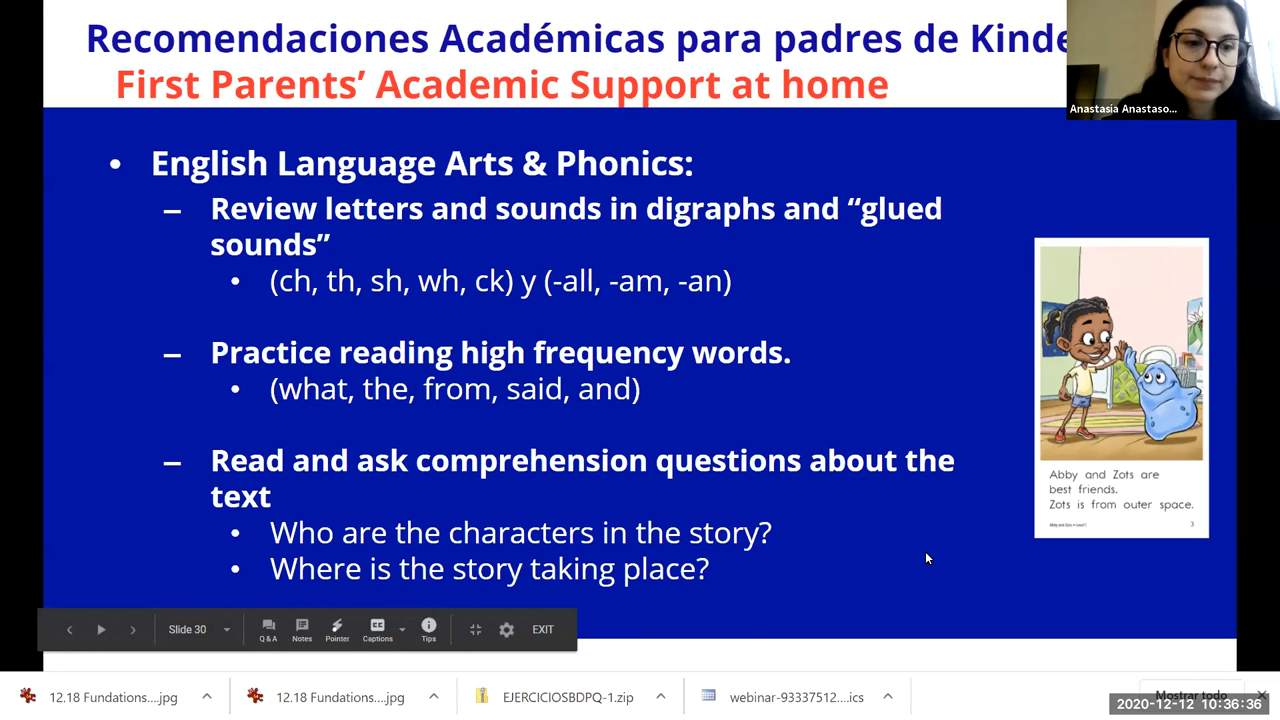 Recomendaciones Académicas para padres de Kinde
First Parents’ Academic Support at home
Anastasia Anastaso...
• English Language Arts & Phonics:
– Review letters and sounds in digraphs and “glued
sounds”
• (ch, th, sh, wh, ck) y (-all, -am, -an)
– Practice reading high frequency words.
• (what, the, from, said, and)
– Read and ask comprehension questions about the
text
• Who are the characters in the story?
• Where is the story taking place?
Abby and Zots are
best friends.
Zots is from outer space.
3
Slide 30
Q & A
Notes
Pointer
Captions
Tips
EXIT
12.18 Fundations....jpg
12.18 Fundations....jpg
EJERCICIOSBDPQ-1.zip
webinar-93337512....ics
Mostrar todo
2020-12-12 10:36:36